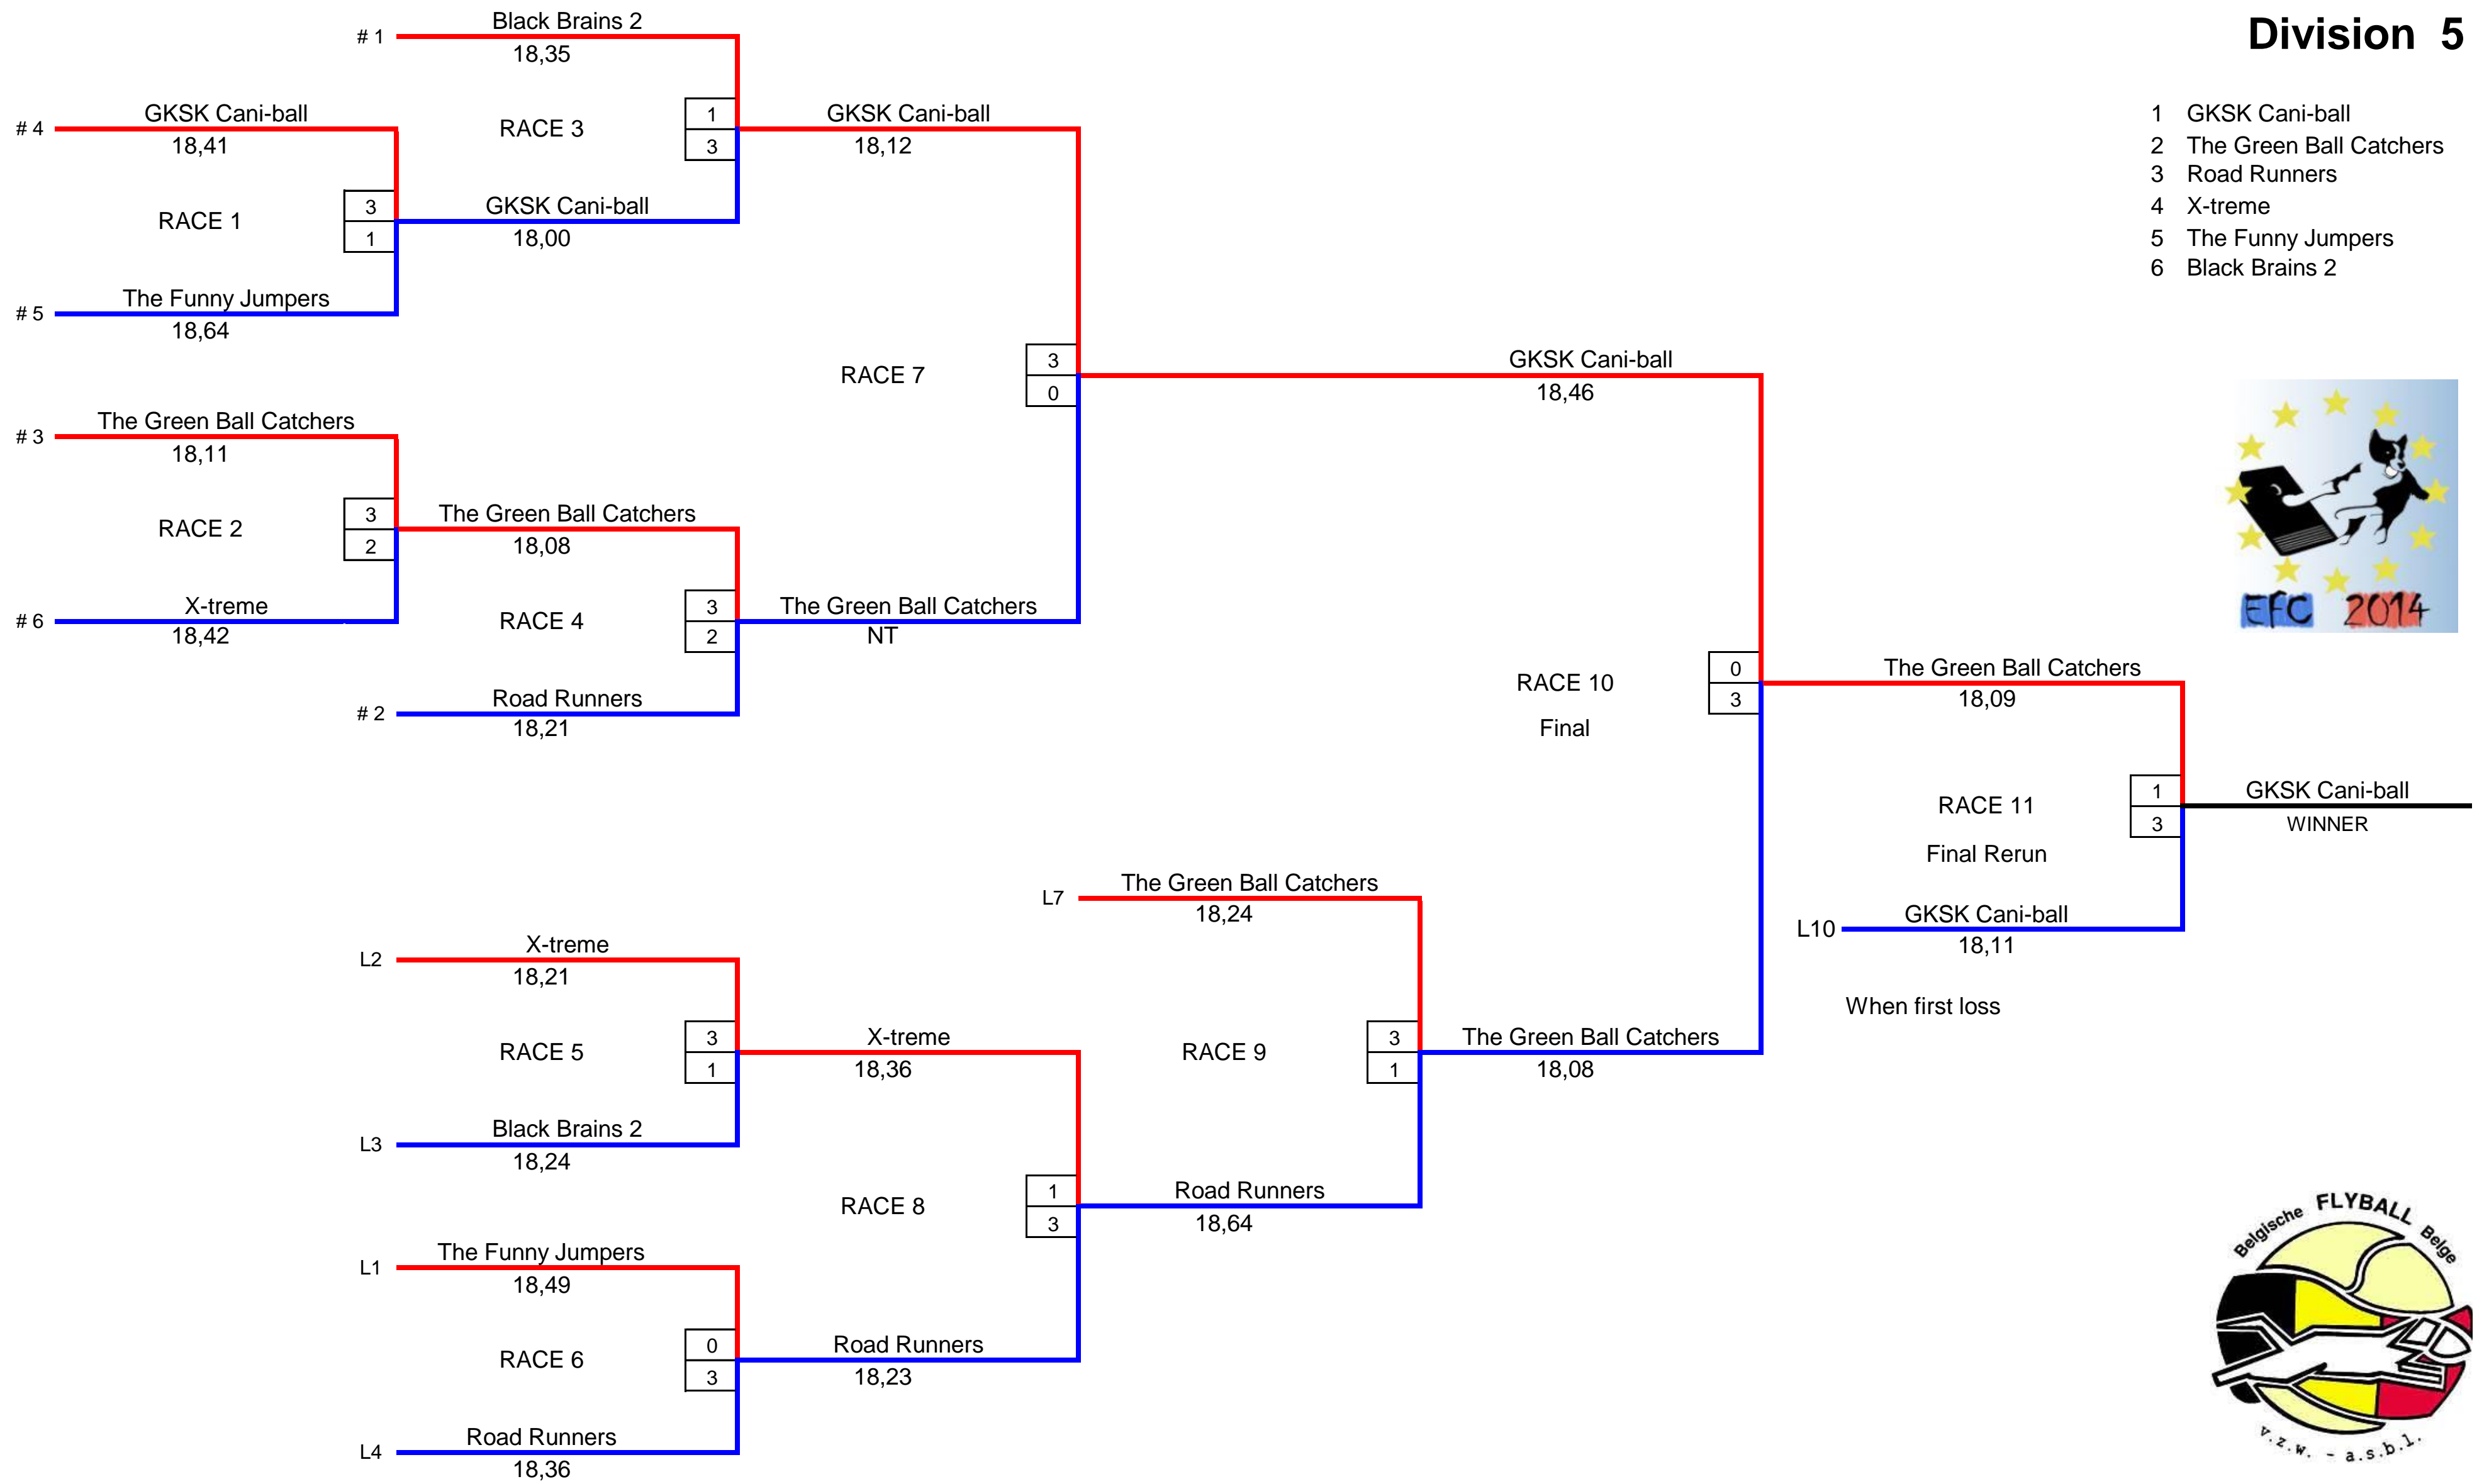 Division 5
1 GKSK Cani-ball
2 The Green Ball Catchers
3 Road Runners
4 X-treme
5 The Funny Jumpers
6 Black Brains 2
# 1
Black Brains 2
18,35
# 4
GKSK Cani-ball
18,41
RACE 1
3
1
# 5
The Funny Jumpers
18,64
RACE 3
1
3
GKSK Cani-ball
18,00
GKSK Cani-ball
18,12
# 3
The Green Ball Catchers
18,11
RACE 2
3
2
# 6
X-treme
18,42
The Green Ball Catchers
18,08
RACE 4
3
2
# 2
Road Runners
18,21
RACE 7
3
0
The Green Ball Catchers
NT
GKSK Cani-ball
18,46
RACE 10
Final
0
3
The Green Ball Catchers
18,09
RACE 11
Final Rerun
1
3
GKSK Cani-ball
WINNER
L10
GKSK Cani-ball
18,11
When first loss
L7
The Green Ball Catchers
18,24
RACE 9
3
1
The Green Ball Catchers
18,08
L2
X-treme
18,21
RACE 5
3
1
L3
Black Brains 2
18,24
X-treme
18,36
RACE 8
1
3
Road Runners
18,64
L1
The Funny Jumpers
18,49
RACE 6
0
3
Road Runners
18,23
L4
Road Runners
18,36
EFC 2014
Belgische FLYBALL Belge
v.z.w. - a.s.b.l.